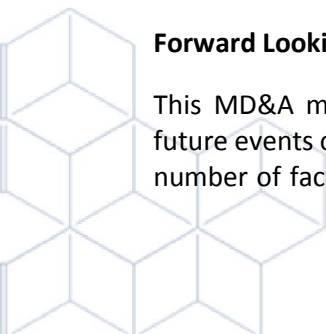 Forward Looki
This MD&A m
future events o
number of fac